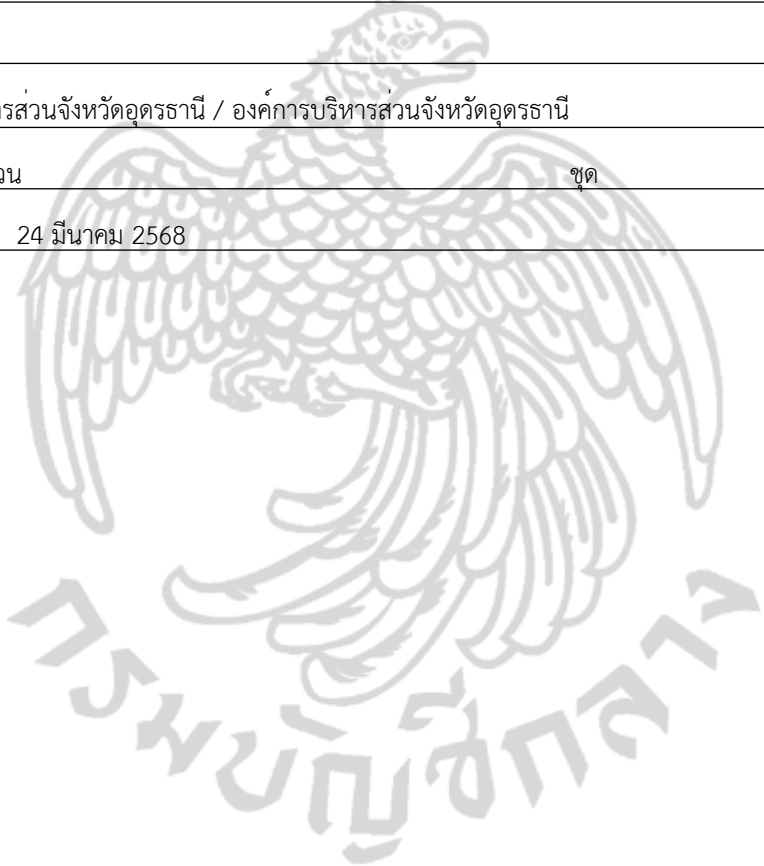 รส่วนจังหวัดอุดรธานี / องค์การบริหารส่วนจังหวัดอุดรธานี
วน ชุด
24 มีนาคม 2568
กรมบัญชีกลาง